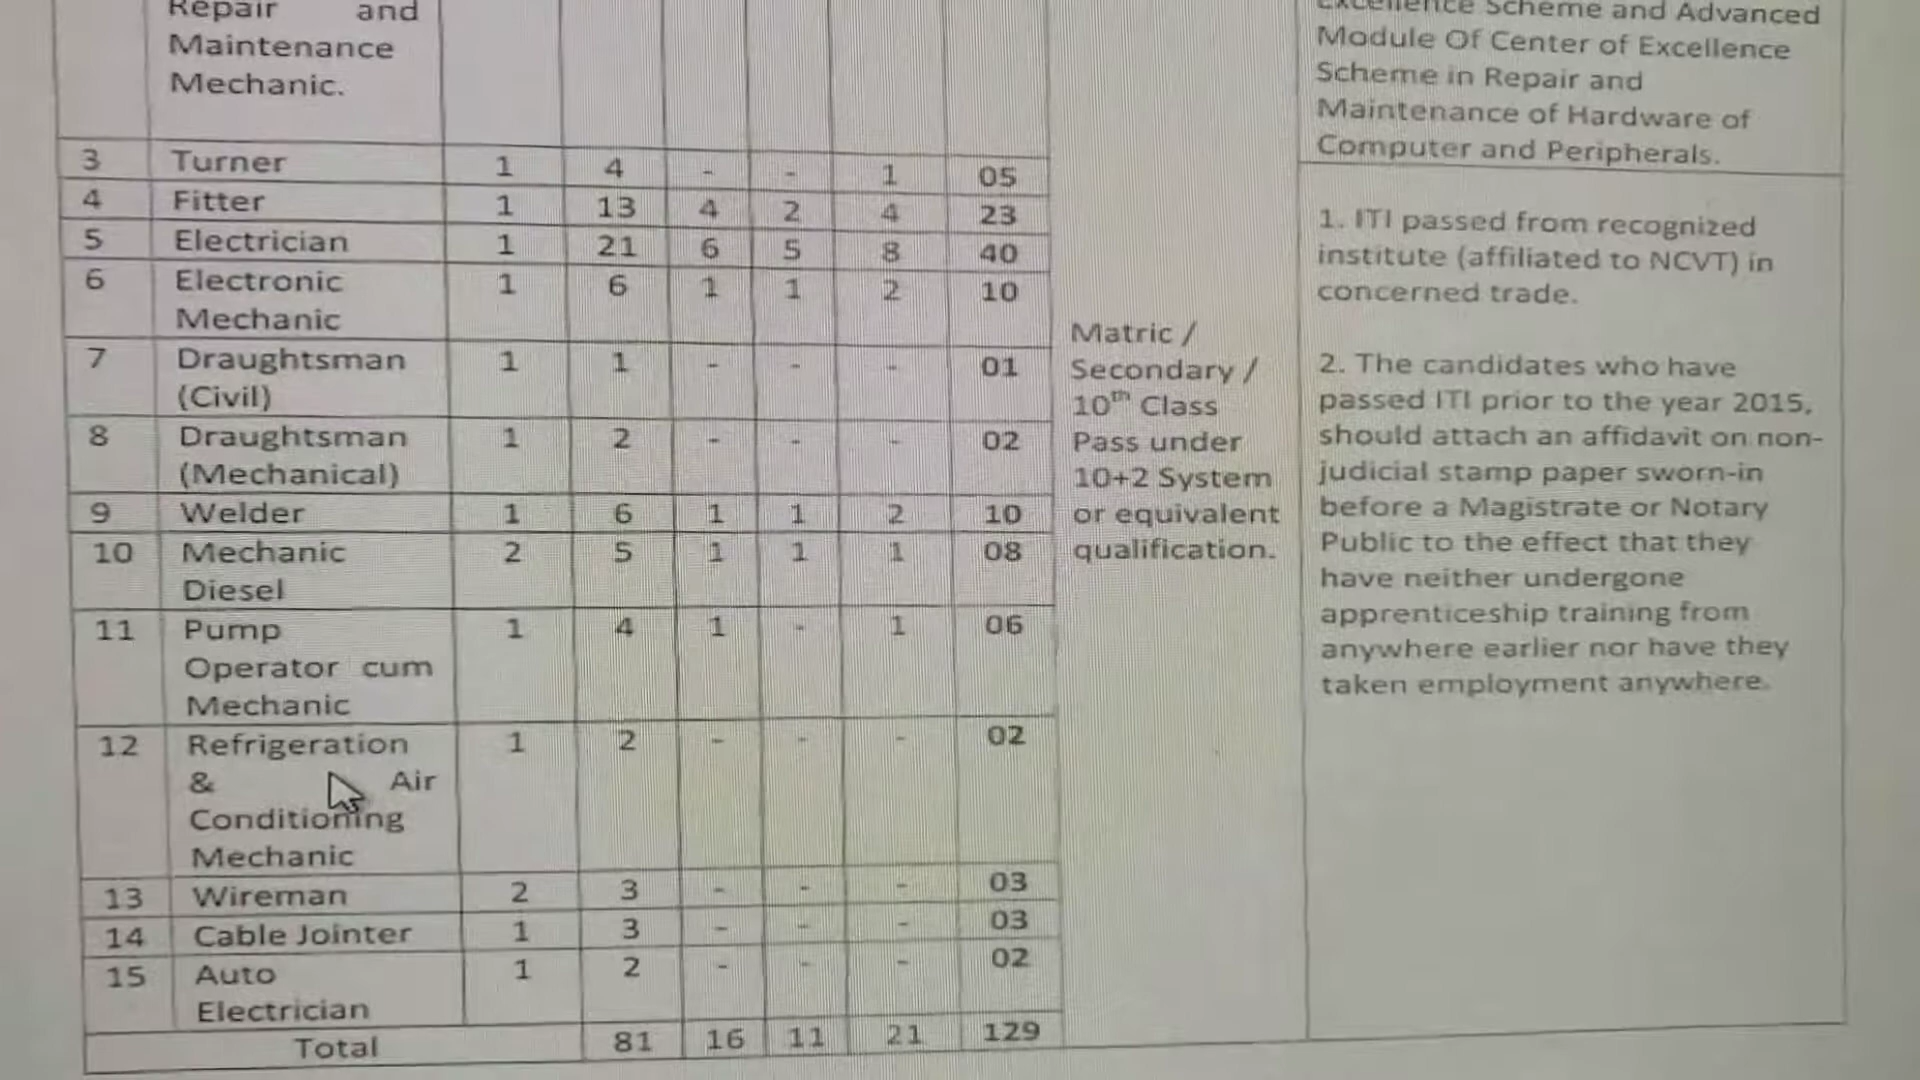 Repair and
Maintenance
Mechanic.
Excellence Scheme and Advanced
Module Of Center of Excellence
Scheme in Repair and
Maintenance of Hardware of
Computer and Peripherals.
3 Turner 1 4 - - 1 05
4 Fitter 1 13 4 2 4 23
5 Electrician 1 21 6 5 8 40
6 Electronic 1 6 1 1 2 10
Mechanic
7 Draughtsman 1 1 - - - 01
(Civil)
8 Draughtsman 1 2 - - - 02
(Mechanical)
9 Welder 1 6 1 1 2 10
10 Mechanic 2 5 1 1 1 08
Diesel
11 Pump 1 4 1 - 1 06
Operator cum
Mechanic
12 Refrigeration 1 2 - - - 02
& Air
Conditioning
Mechanic
13 Wireman 2 3 - - - 03
14 Cable Jointer 1 3 - - - 03
15 Auto 1 2 - - - 02
Electrician
Total 81 16 11 21 129
Matric /
Secondary /
10th Class
Pass under
10+2 System
or equivalent
qualification.
1. ITI passed from recognized
institute (affiliated to NCVT) in
concerned trade.
2. The candidates who have
passed ITI prior to the year 2015,
should attach an affidavit on non-
judicial stamp paper sworn-in
before a Magistrate or Notary
Public to the effect that they
have neither undergone
apprenticeship training from
anywhere earlier nor have they
taken employment anywhere.